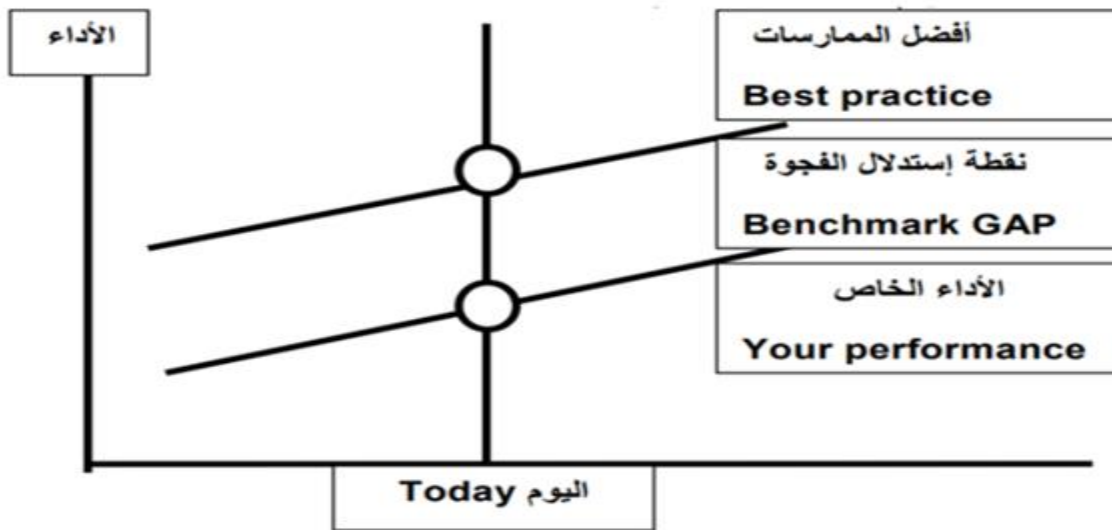 الأداء
أفضل الممارسات
Best practice
نقطة إستدلال الفجوة
Benchmark GAP
الأداء الخاص
Your performance
اليوم Today